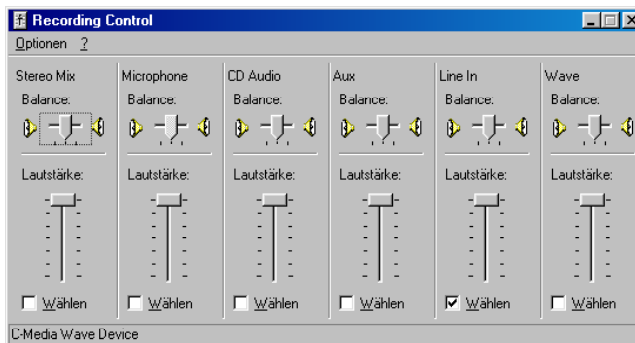 Recording Control
Optionen ?
Stereo Mix Microphone CD Audio Aux Line In Wave
Balance: Balance: Balance: Balance: Balance: Balance:
Lautstärke: Lautstärke: Lautstärke: Lautstärke: Lautstärke: Lautstärke:
Wählen Wählen Wählen Wählen Wählen Wählen
C-Media Wave Device